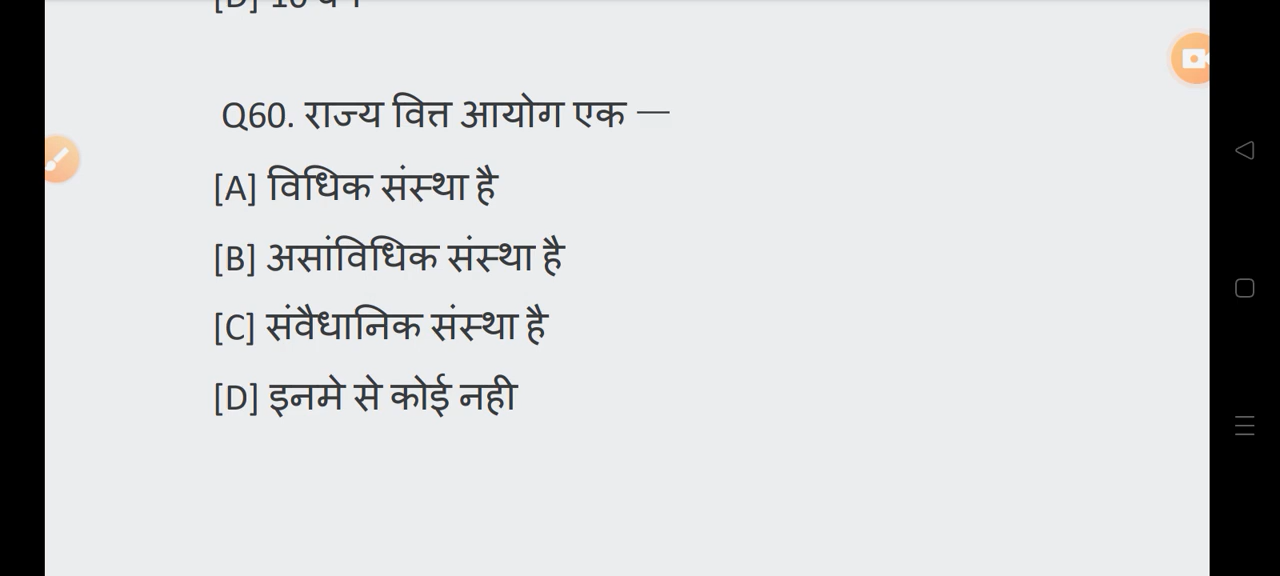 Q60. राज्य वित्त आयोग एक —
[A] विधिक संस्था है
[B] असांविधिक संस्था है
[C] संवैधानिक संस्था है
[D] इनमे से कोई नही